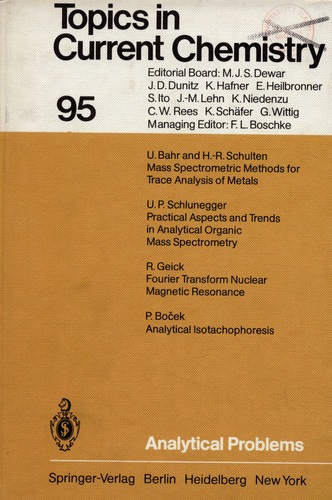 Topics in
Current Chemistry
Editorial Board: M.J.S. Dewar
J. D. Dunitz K. Hafner E. Heilbronner
S. Ito J.-M. Lehn K. Niedenzu
C. W. Rees K. Schäfer G. Wittig
Managing Editor: F. L. Boschke
95
U. Bahr and H.-R. Schulten
Mass Spectrometric Methods for
Trace Analysis of Metals
U. P. Schlunegger
Practical Aspects and Trends
in Analytical Organic
Mass Spectrometry
R. Geick
Fourier Transform Nuclear
Magnetic Resonance
P. Boček
Analytical Isotachophoresis
Analytical Problems
Springer-Verlag Berlin Heidelberg New York